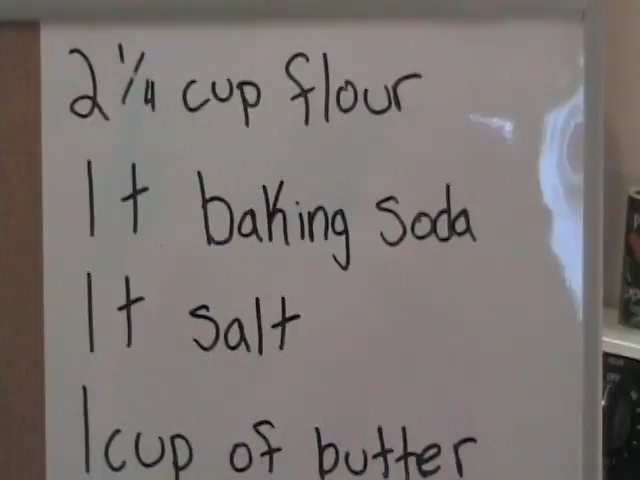 2 1/4 cup flour
1 t baking soda
1 t salt
1 cup of butter